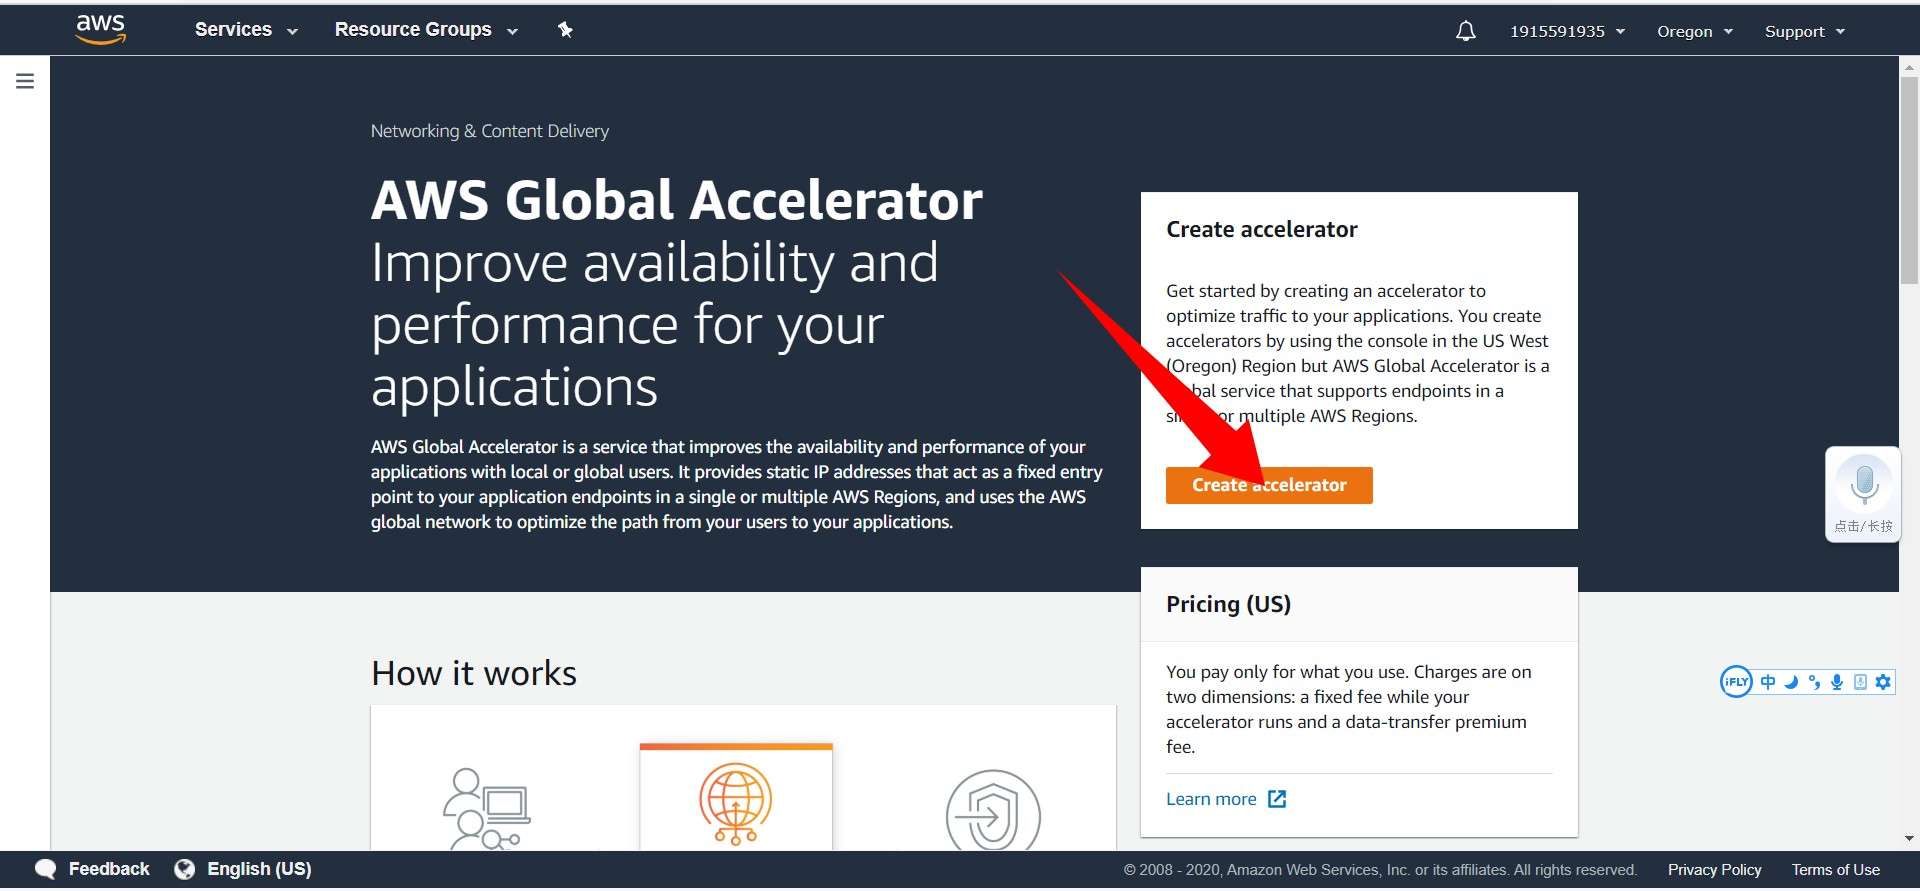 aws
Services
Resource Groups
1915591935
Oregon
Support
Networking & Content Delivery
AWS Global Accelerator
Improve availability and
performance for your
applications
AWS Global Accelerator is a service that improves the availability and performance of your
applications with local or global users. It provides static IP addresses that act as a fixed entry
point to your application endpoints in a single or multiple AWS Regions, and uses the AWS
global network to optimize the path from your users to your applications.
Create accelerator
Get started by creating an accelerator to
optimize traffic to your applications. You create
accelerators by using the console in the US West
(Oregon) Region but AWS Global Accelerator is a
global service that supports endpoints in a
single or multiple AWS Regions.
Create accelerator
点击/长按
Pricing (US)
You pay only for what you use. Charges are on
two dimensions: a fixed fee while your
accelerator runs and a data-transfer premium
fee.
Learn more
iFLY 中
How it works
Feedback
English (US)
© 2008 - 2020, Amazon Web Services, Inc. or its affiliates. All rights reserved.
Privacy Policy
Terms of Use